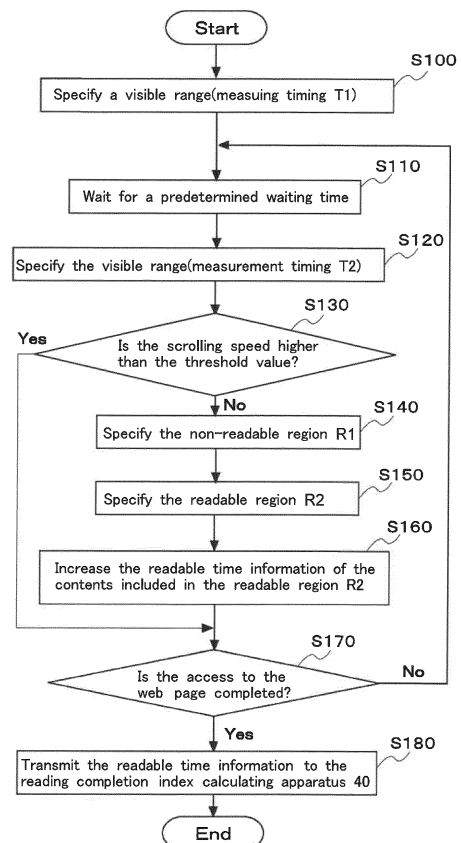 Start
S100
Specify a visible range(measuing timing T1)
S110
Wait for a predetermined waiting time
S120
Specify the visible range(measurement timing T2)
S130
Yes
Is the scrolling speed higher
than the threshold value?
No
S140
Specify the non-readable region R1
S150
Specify the readable region R2
S160
Increase the readable time information of the
contents included in the readable region R2
S170
Is the access to the
web page completed?
No
Yes
S180
Transmit the readable time information to the
reading completion index calculating apparatus 40
End